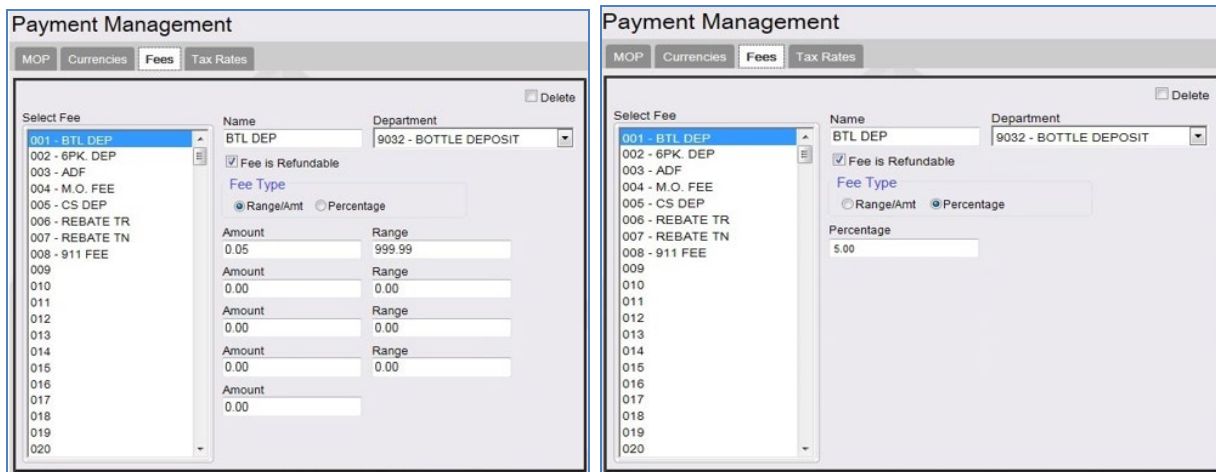 Payment Management
MOP Currencies Fees Tax Rates
Delete
Select Fee
001 - BTL DEP
002 - 6PK. DEP
003 - ADF
004 - M.O. FEE
005 - CS DEP
006 - REBATE TR
007 - REBATE TN
008 - 911 FEE
009
010
011
012
013
014
015
016
017
018
019
020
Name Department
BTL DEP 9032 - BOTTLE DEPOSIT
Fee is Refundable
Fee Type
Range/Amt Percentage
Amount Range
0.05 999.99
Amount Range
0.00 0.00
Amount Range
0.00 0.00
Amount Range
0.00 0.00
Amount
0.00
Payment Management
MOP Currencies Fees Tax Rates
Delete
Select Fee
001 - BTL DEP
002 - 6PK. DEP
003 - ADF
004 - M.O. FEE
005 - CS DEP
006 - REBATE TR
007 - REBATE TN
008 - 911 FEE
009
010
011
012
013
014
015
016
017
018
019
020
Name Department
BTL DEP 9032 - BOTTLE DEPOSIT
Fee is Refundable
Fee Type
Range/Amt Percentage
Percentage
5.00